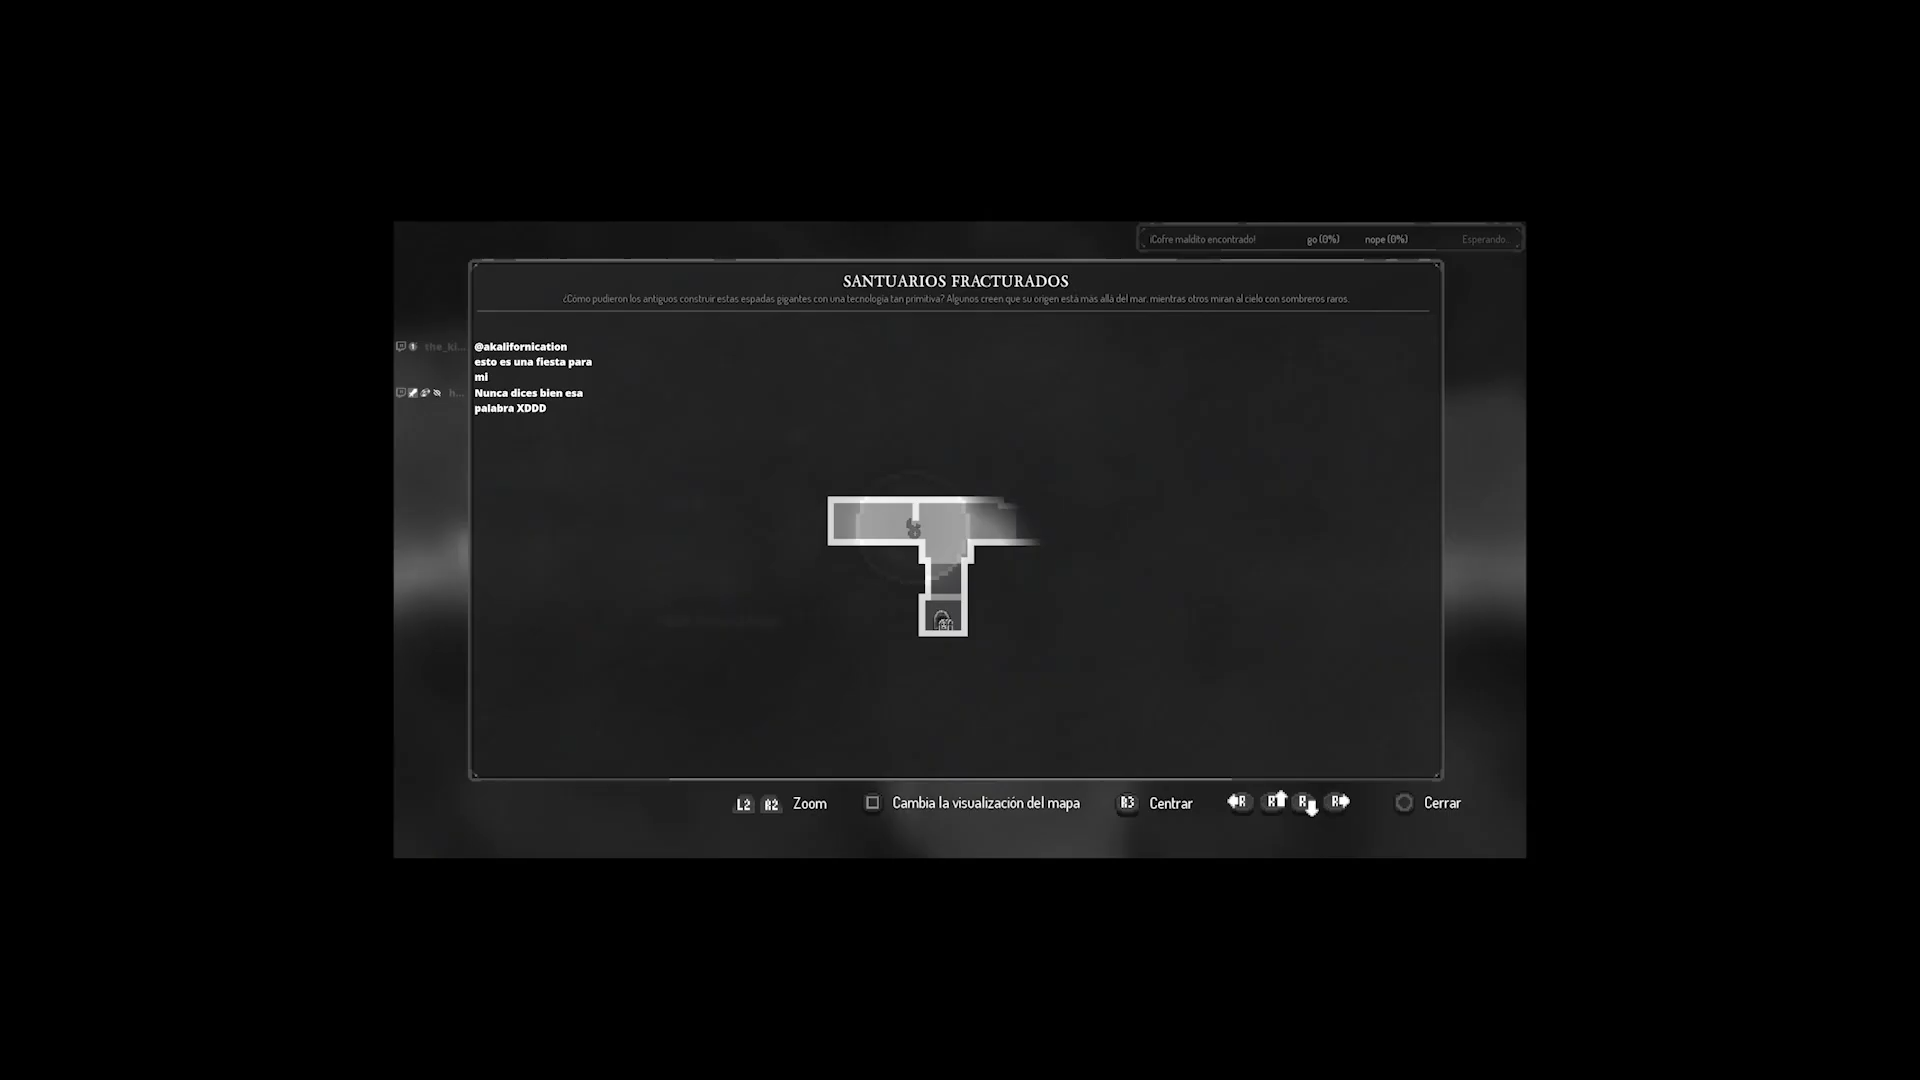 ¡Cofre maldito encontrado! go (0%) nope (0%) Esperando...
SANTUARIOS FRACTURADOS
¿Cómo pudieron los antiguos construir estas espadas gigantes con una tecnología tan primitiva? Algunos creen que su origen está más allá del mar, mientras otros miran al cielo con sombreros raros.
the_ki... @akalifornication
esto es una fiesta para
mi
h... Nunca dices bien esa
palabra XDDD
L2 R2 Zoom Cambia la visualización del mapa R3 Centrar R R R R Cerrar